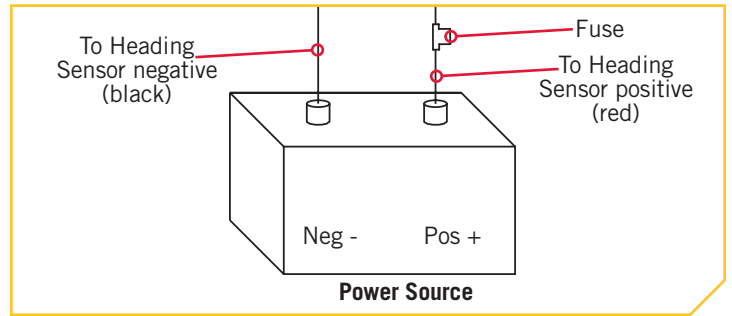 To Heading
Sensor negative
(black)
Fuse
To Heading
Sensor positive
(red)
Neg -
Pos +
Power Source